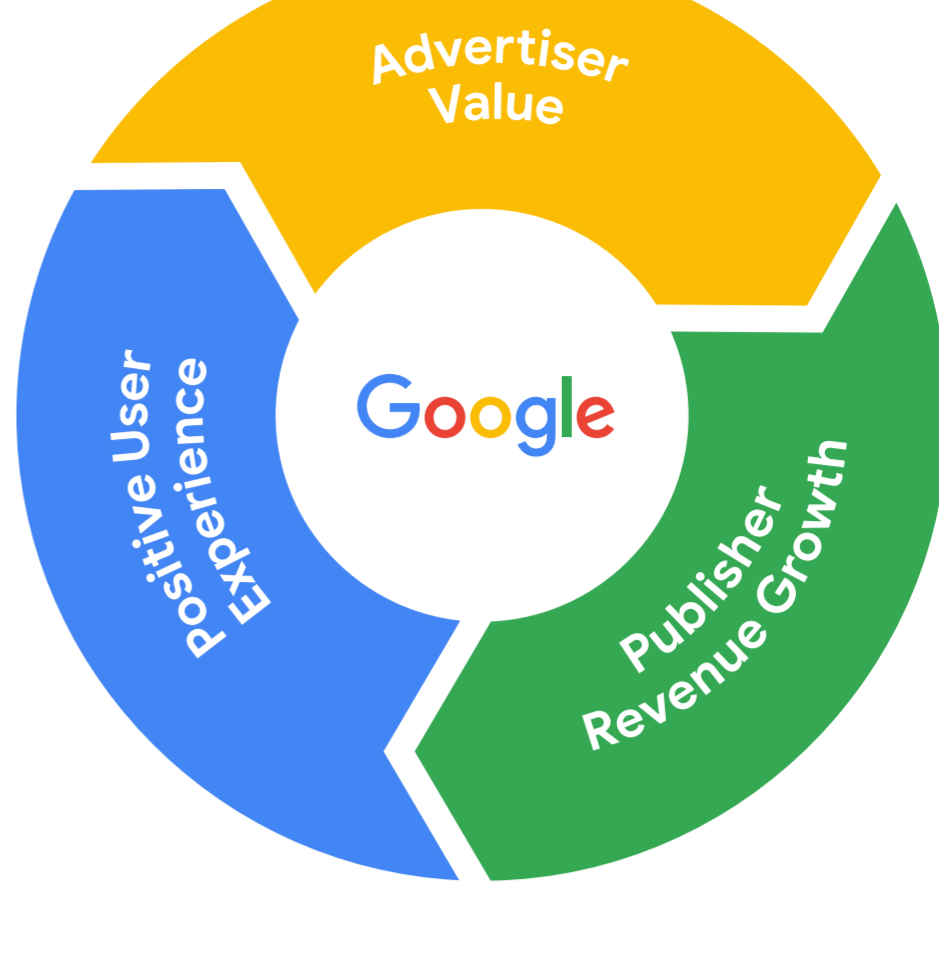 Advertiser
Value
Positive User
Experience
Google
Publisher
Revenue Growth